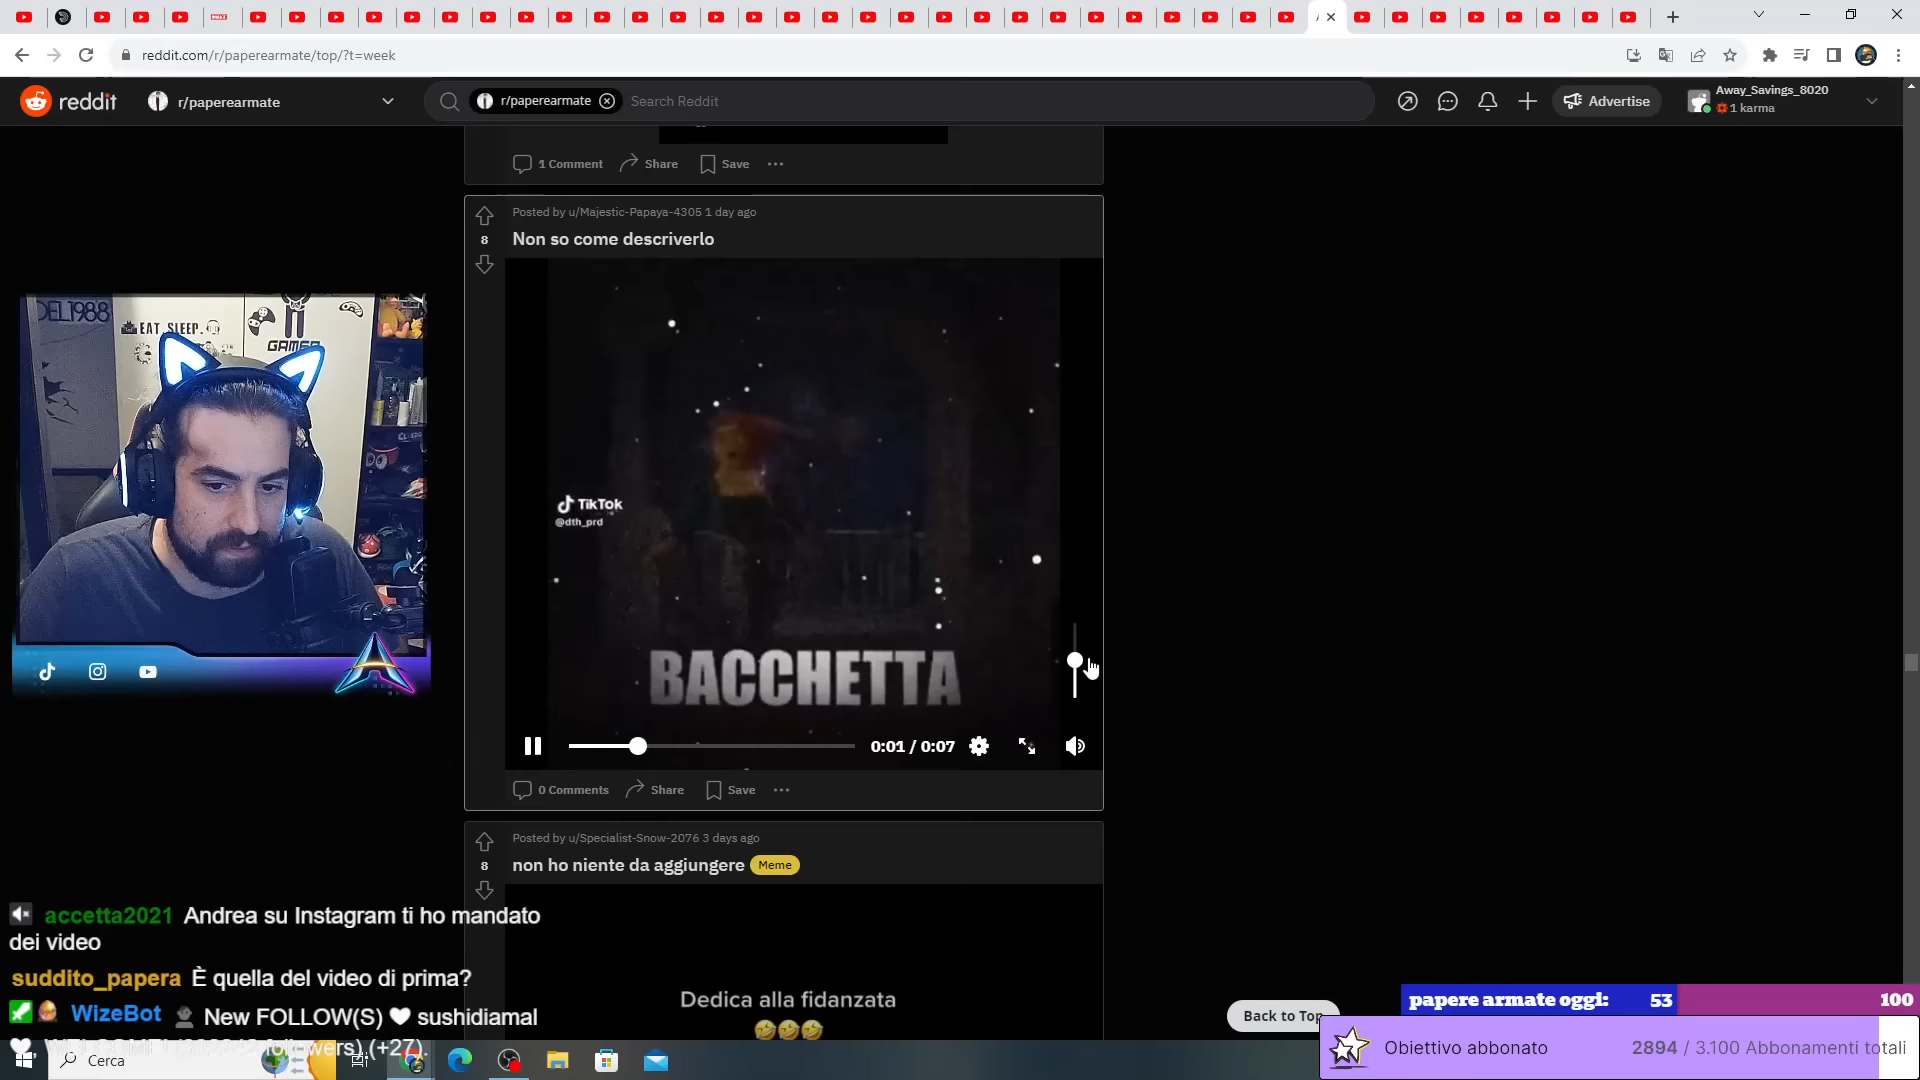 reddit.com/r/paperearmate/top/?t=week
reddit
r/paperearmate
r/paperearmate
Search Reddit
Advertise
Away_Savings_8020
1 karma
1 Comment
Share
Save
Posted by u/Majestic-Papaya-4305 1 day ago
8
Non so come descriverlo
DEL1988
EAT.SLEEP.
GAMER
TikTok
@dth_prd
BACCHETTA
0:01 / 0:07
0 Comments
Share
Save
Posted by u/Specialist-Snow-2076 3 days ago
8
non ho niente da aggiungere
Meme
Dedica alla fidanzata
🤣🤣🤣
accetta2021 Andrea su Instagram ti ho mandato
dei video
suddito_papera È quella del video di prima?
WizeBot New FOLLOW(S) ❤ sushidiamal
(+27).
Cerca
Back to Top
papere armate oggi: 53
100
Obiettivo abbonato
2894 / 3.100 Abbonamenti totali